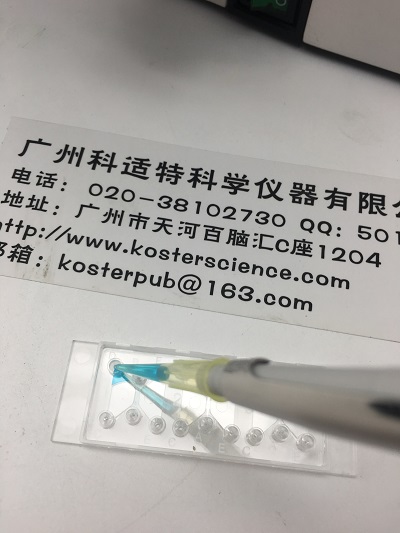 广州科适特科学仪器有限公
电话：020-38102730 QQ: 501
地址：广州市天河百脑汇C座1204
http://www.kosterscience.com
邮箱：kosterpub@163.com